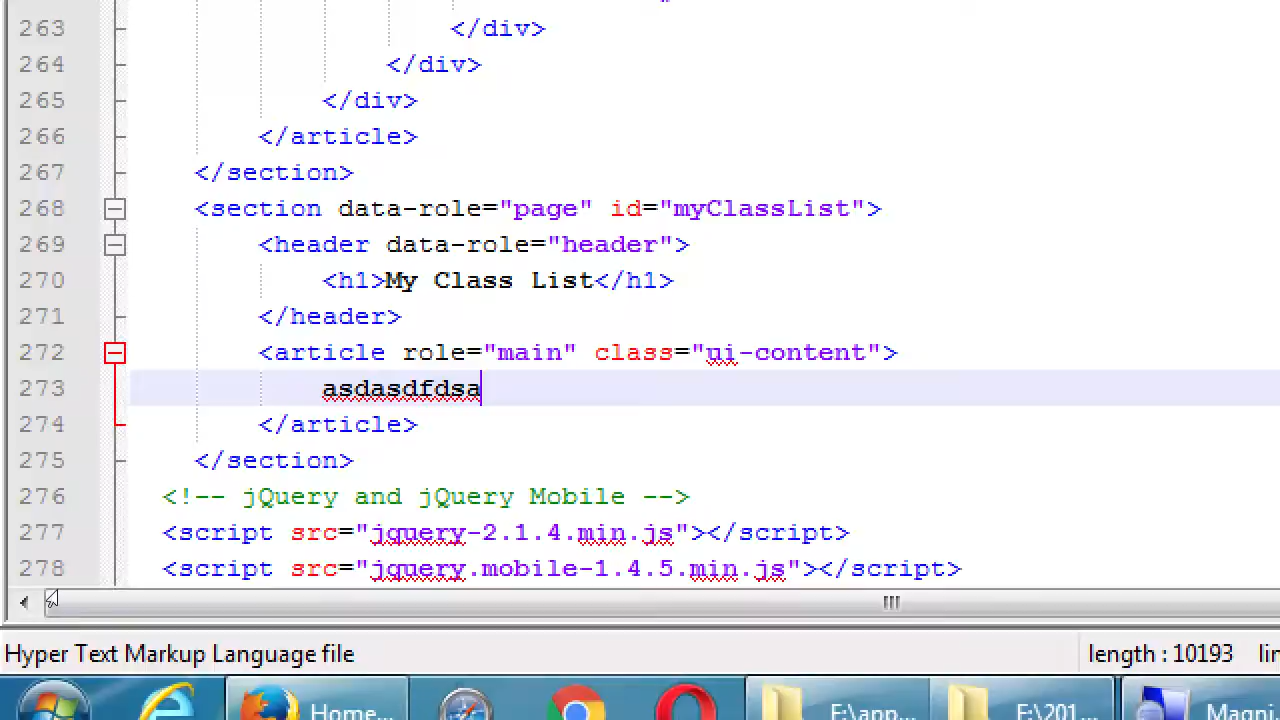 263 </div>
264 </div>
265 </div>
266 </article>
267 </section>
268 <section data-role="page" id="myClassList">
269 <header data-role="header">
270 <h1>My Class List</h1>
271 </header>
272 <article role="main" class="ui-content">
273 asdasdfdsa
274 </article>
275 </section>
276 <!-- jQuery and jQuery Mobile -->
277 <script src="jquery-2.1.4.min.js"></script>
278 <script src="jquery.mobile-1.4.5.min.js"></script>
Hyper Text Markup Language file length : 10193 lin
Home... F:\app... F:\201... Magni